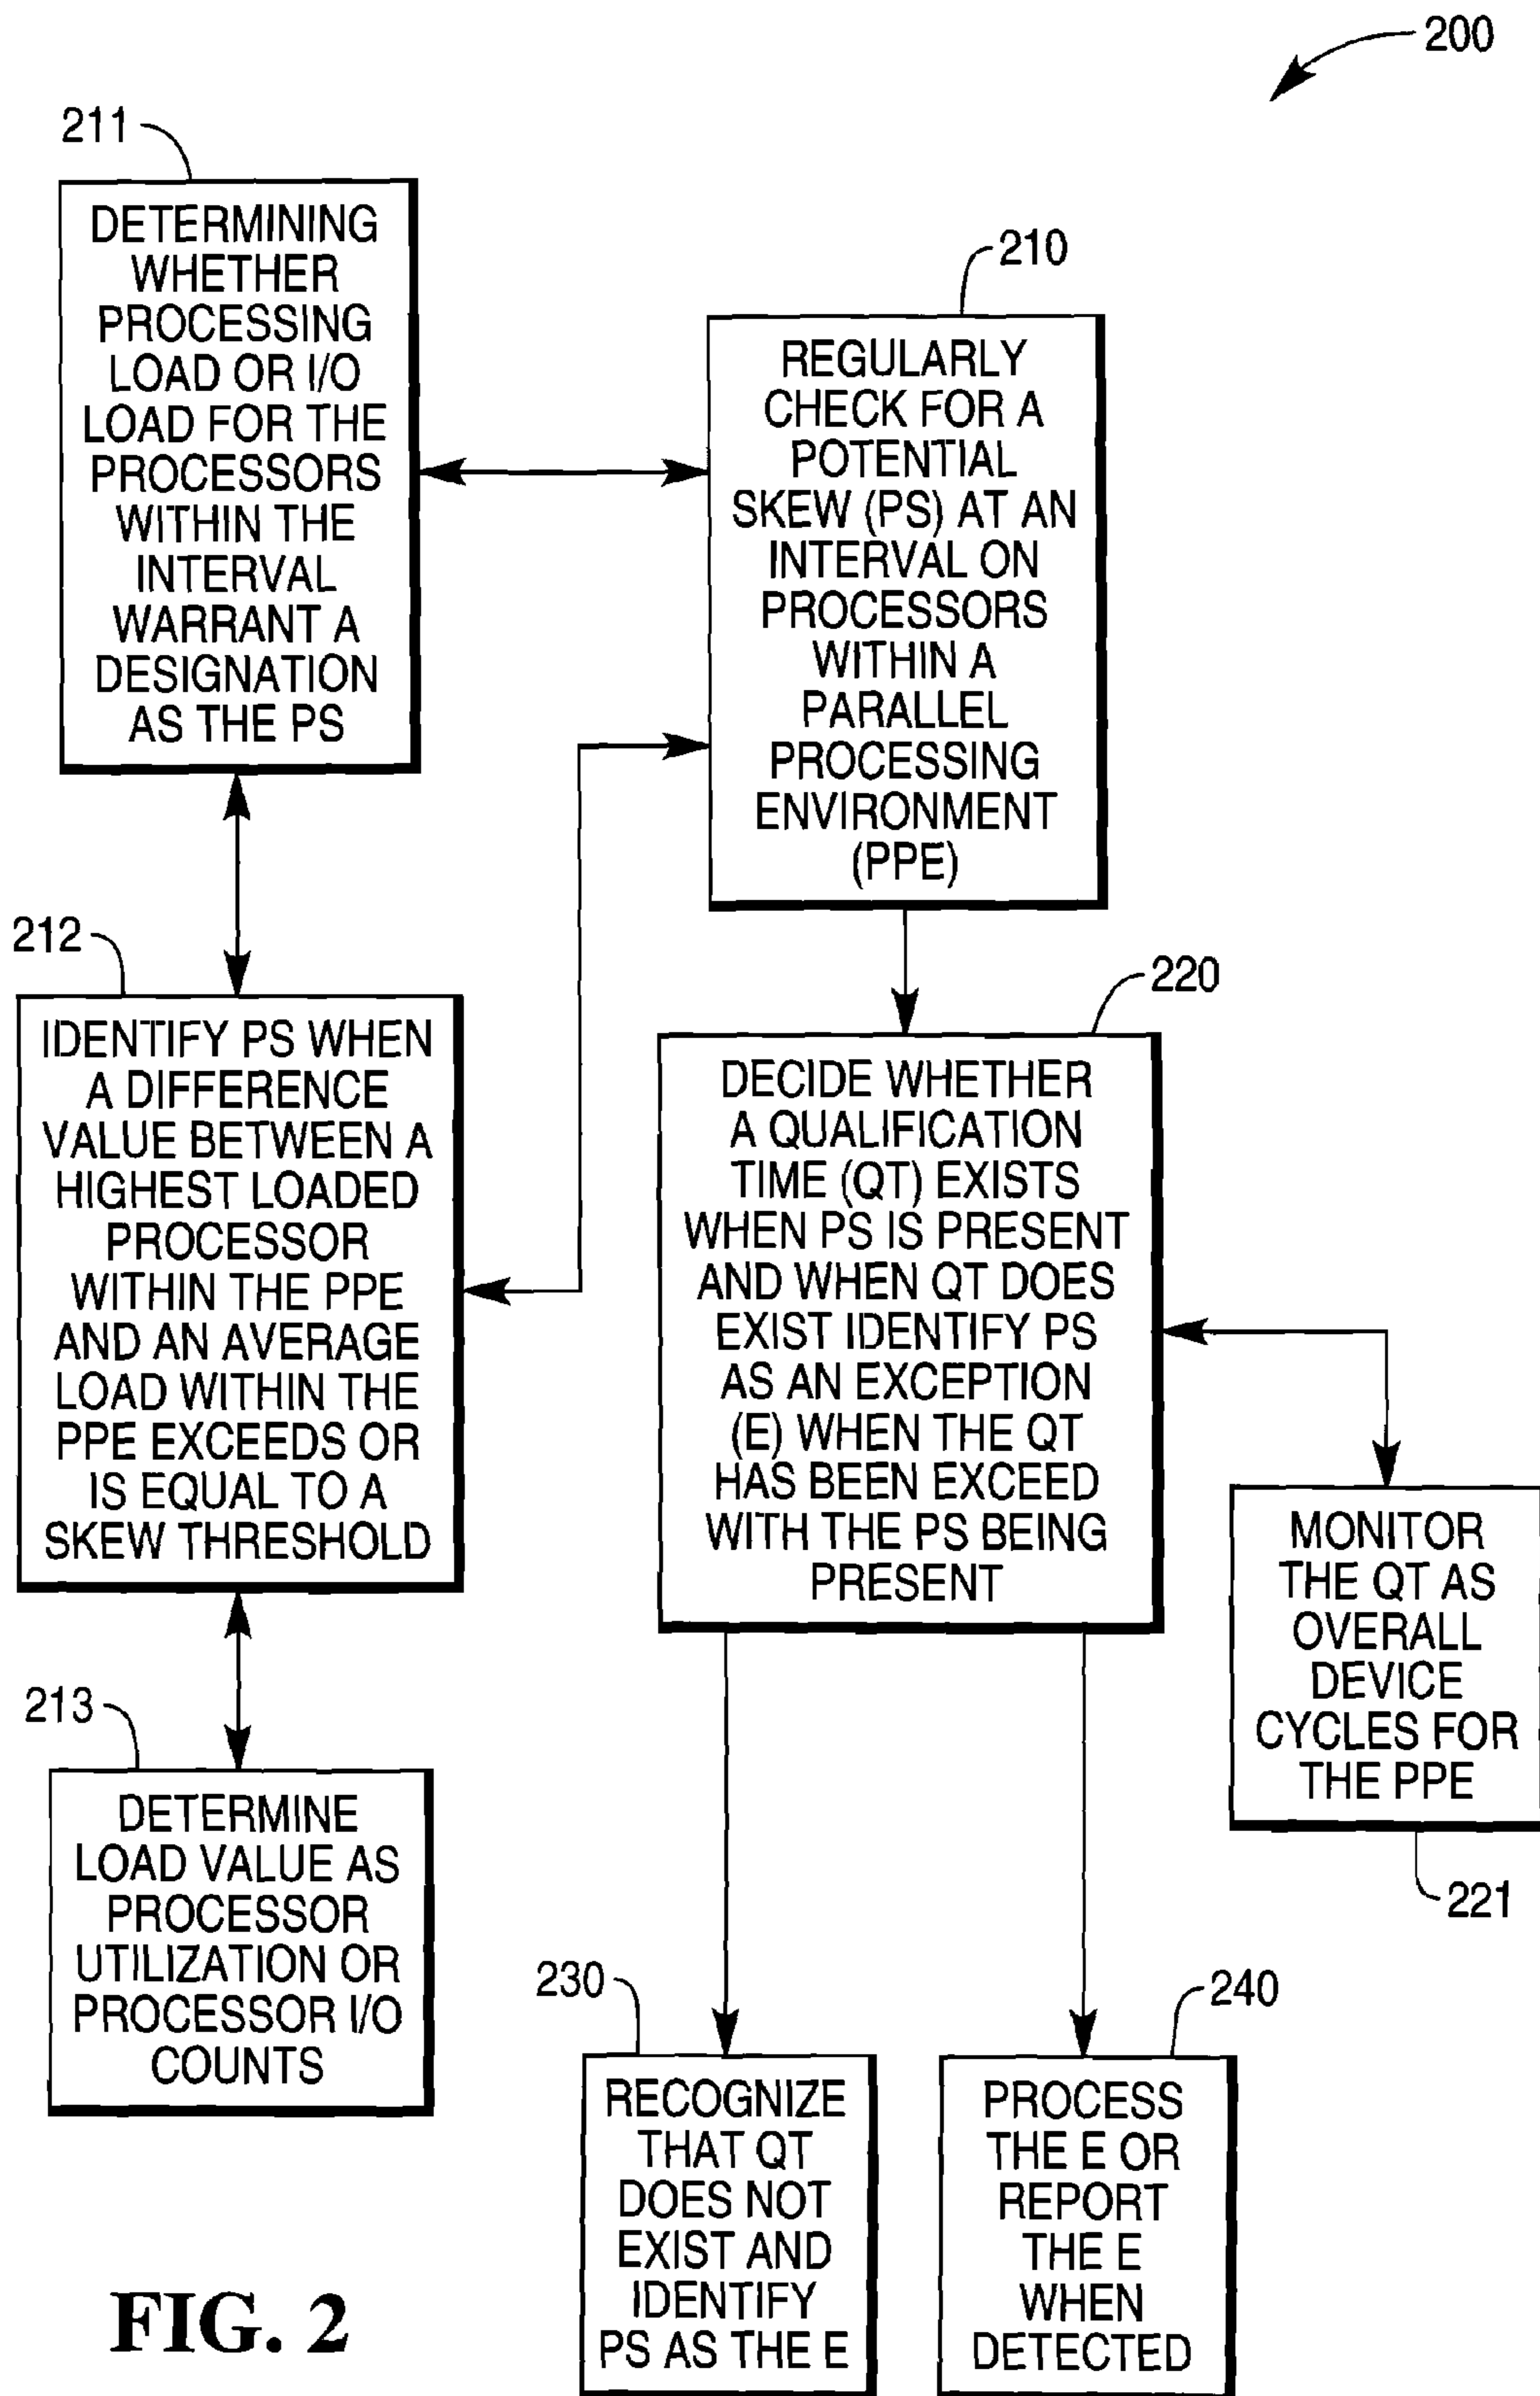 200
211
DETERMINING
WHETHER
PROCESSING
LOAD OR I/O
LOAD FOR THE
PROCESSORS
WITHIN THE
INTERVAL
WARRANT A
DESIGNATION
AS THE PS
210
REGULARLY
CHECK FOR A
POTENTIAL
SKEW (PS) AT AN
INTERVAL ON
PROCESSORS
WITHIN A
PARALLEL
PROCESSING
ENVIRONMENT
(PPE)
212
IDENTIFY PS WHEN
A DIFFERENCE
VALUE BETWEEN A
HIGHEST LOADED
PROCESSOR
WITHIN THE PPE
AND AN AVERAGE
LOAD WITHIN THE
PPE EXCEEDS OR
IS EQUAL TO A
SKEW THRESHOLD
220
DECIDE WHETHER
A QUALIFICATION
TIME (QT) EXISTS
WHEN PS IS PRESENT
AND WHEN QT DOES
EXIST IDENTIFY PS
AS AN EXCEPTION
(E) WHEN THE QT
HAS BEEN EXCEED
WITH THE PS BEING
PRESENT
MONITOR
THE QT AS
OVERALL
DEVICE
CYCLES FOR
THE PPE
221
213
DETERMINE
LOAD VALUE AS
PROCESSOR
UTILIZATION OR
PROCESSOR I/O
COUNTS
230
RECOGNIZE
THAT QT
DOES NOT
EXIST AND
IDENTIFY
PS AS THE E
240
PROCESS
THE E OR
REPORT
THE E
WHEN
DETECTED
FIG. 2